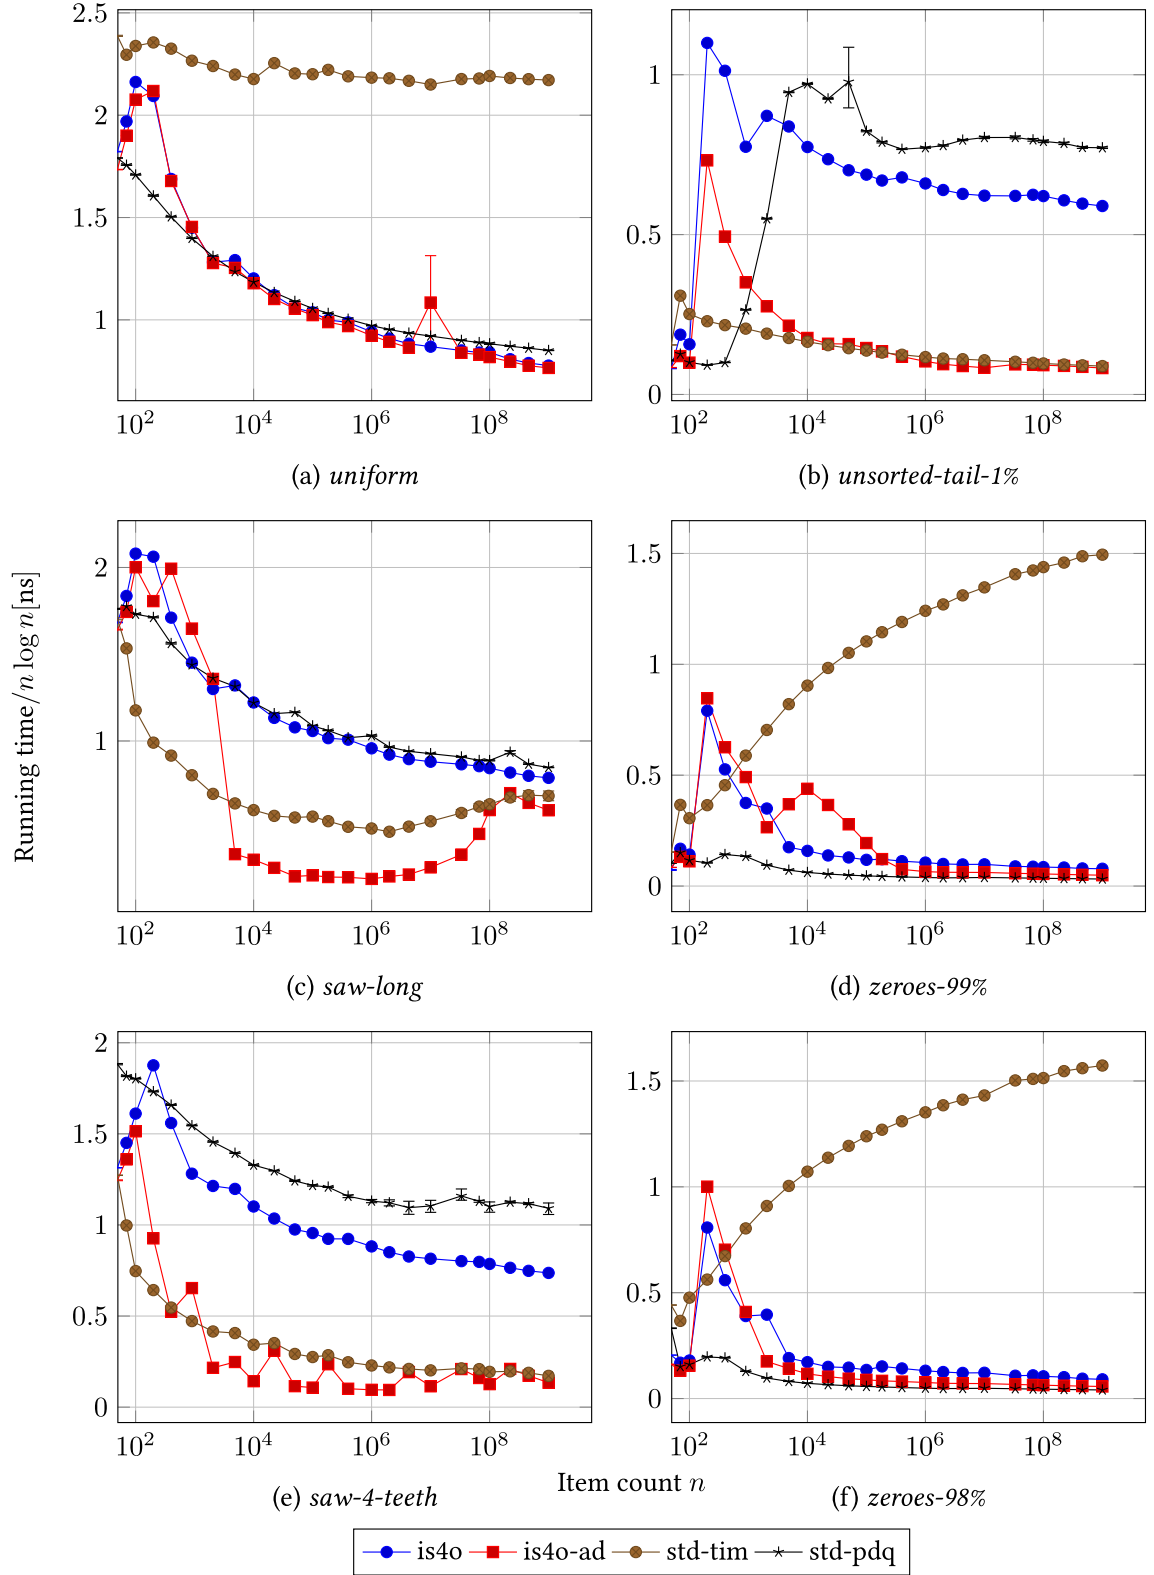 2.5
2
1.5
1
10^2 10^4 10^6 10^8
(a) uniform
1
0.5
0
10^2 10^4 10^6 10^8
(b) unsorted-tail-1%
Running time/n log n[ns]
2
1
10^2 10^4 10^6 10^8
(c) saw-long
1.5
1
0.5
0
10^2 10^4 10^6 10^8
(d) zeroes-99%
2
1.5
1
0.5
0
10^2 10^4 10^6 10^8
(e) saw-4-teeth
1.5
1
0.5
0
10^2 10^4 10^6 10^8
(f) zeroes-98%
Item count n
is4o is4o-ad std-tim std-pdq